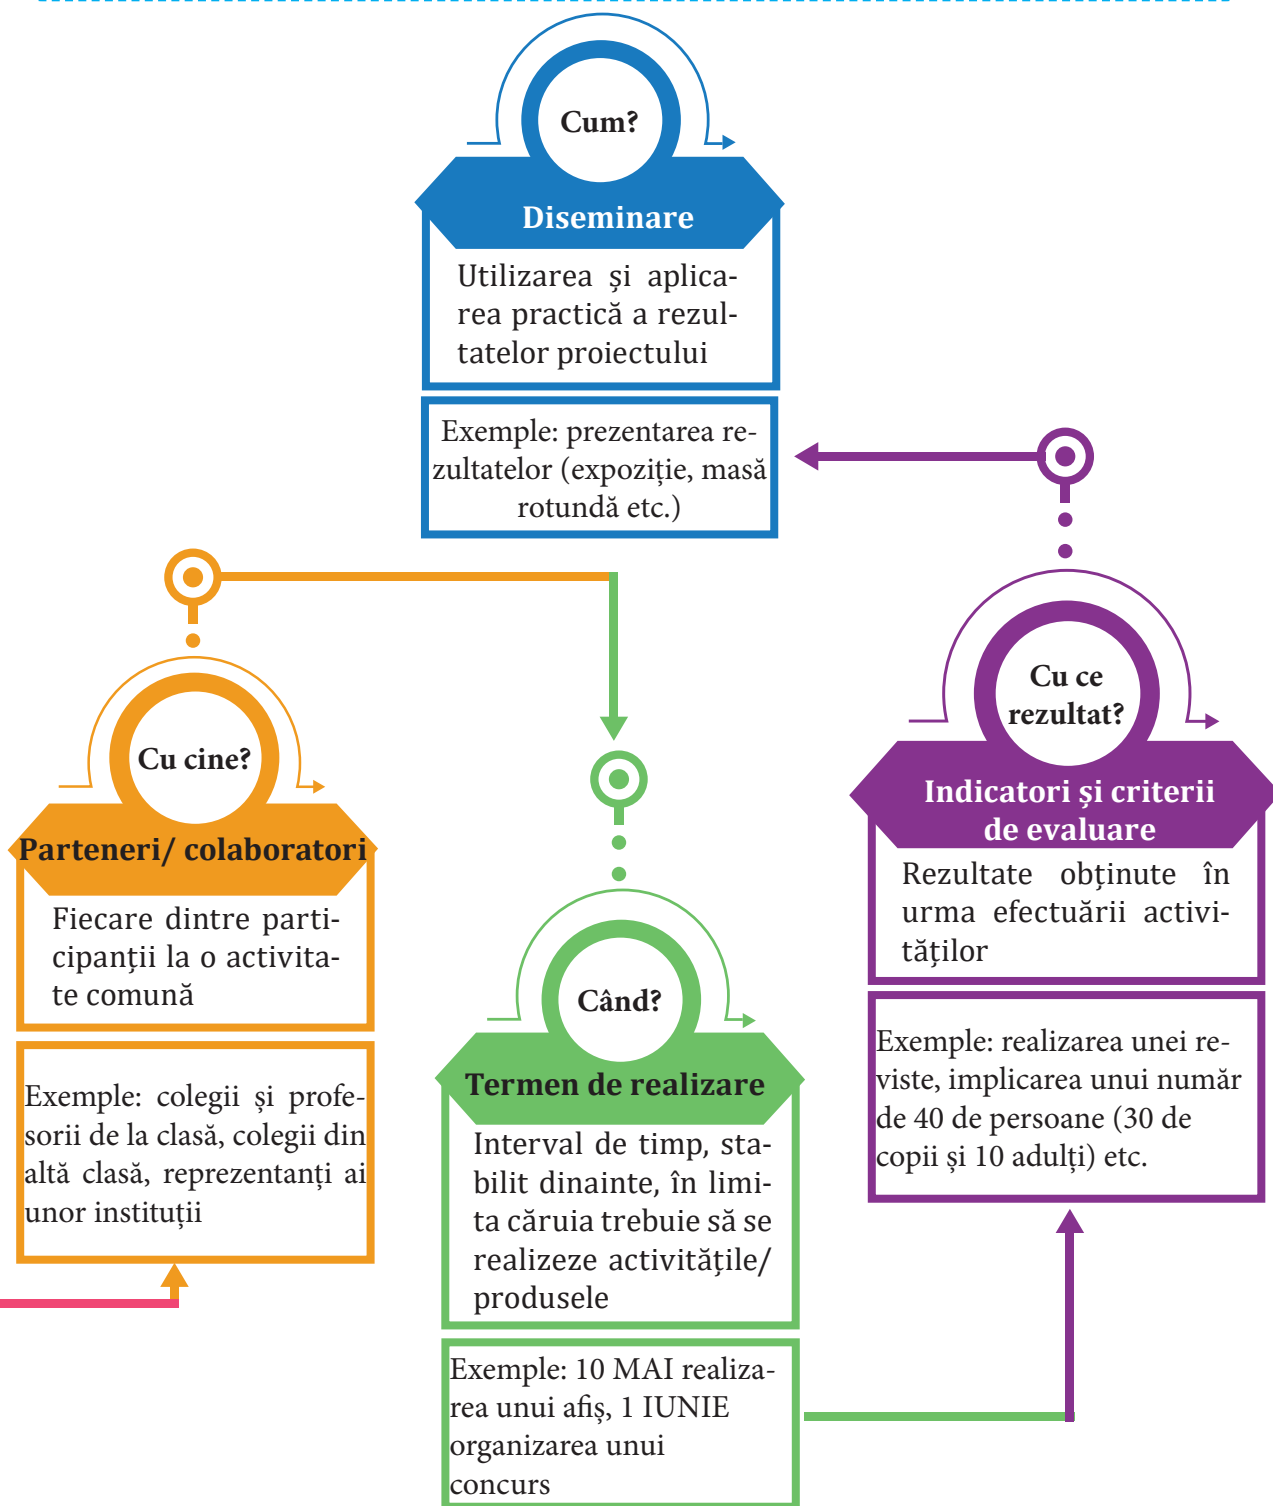 Cum?
Diseminare
Utilizarea și aplica-
rea practică a rezul-
tatelor proiectului
Exemple: prezentarea re-
zultatelor (expoziție, masă
rotundă etc.)
Cu cine?
Parteneri/ colaboratori
Fiecare dintre parti-
cipanții la o activita-
te comună
Exemple: colegii și profe-
sorii de la clasă, colegii din
altă clasă, reprezentanți ai
unor instituții
Când?
Termen de realizare
Interval de timp, sta-
bilit dinainte, în limi-
ta căruia trebuie să se
realizeze activitățile/
produsele
Exemple: 10 MAI realiza-
rea unui afiș, 1 IUNIE
organizarea unui
concurs
Cu ce
rezultat?
Indicatori și criterii
de evaluare
Rezultate obținute în
urma efectuării activi-
tăților
Exemple: realizarea unei re-
viste, implicarea unui număr
de 40 de persoane (30 de
copii și 10 adulți) etc.